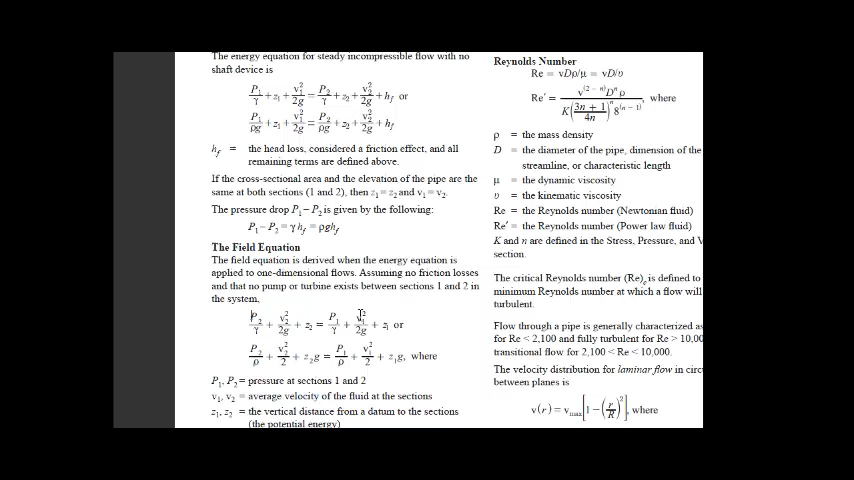 The energy equation for steady incompressible flow with no
shaft device is
P₁/γ + z₁ + v₁²/2g = P₂/γ + z₂ + v₂²/2g + h_f or
P₁/ρg + z₁ + v₁²/2g = P₂/ρg + z₂ + v₂²/2g + h_f
h_f = the head loss, considered a friction effect, and all
remaining terms are defined above.
If the cross-sectional area and the elevation of the pipe are the
same at both sections (1 and 2), then z₁ = z₂ and v₁ = v₂.
The pressure drop P₁ – P₂ is given by the following:
P₁ – P₂ = γ h_f = ρgh_f
The Field Equation
The field equation is derived when the energy equation is
applied to one-dimensional flows. Assuming no friction losses
and that no pump or turbine exists between sections 1 and 2 in
the system,
P₂/γ + v₂²/2g + z₂ = P₁/γ + v₁²/2g + z₁ or
P₂/ρ + v₂²/2 + z₂g = P₁/ρ + v₁²/2 + z₁g, where
P₁, P₂ = pressure at sections 1 and 2
v₁, v₂ = average velocity of the fluid at the sections
z₁, z₂ = the vertical distance from a datum to the sections
(the potential energy)
Reynolds Number
Re = vDρ/μ = vD/υ
Re′ = v^(2 – n) Dⁿ ρ / K((3n + 1)/4n)ⁿ 8^(n – 1), where
ρ = the mass density
D = the diameter of the pipe, dimension of the
streamline, or characteristic length
μ = the dynamic viscosity
υ = the kinematic viscosity
Re = the Reynolds number (Newtonian fluid)
Re′ = the Reynolds number (Power law fluid)
K and n are defined in the Stress, Pressure, and V
section.
The critical Reynolds number (Re)c is defined to
minimum Reynolds number at which a flow will
turbulent.
Flow through a pipe is generally characterized as
for Re < 2,100 and fully turbulent for Re > 10,00
transitional flow for 2,100 < Re < 10,000.
The velocity distribution for laminar flow in circ
between planes is
v(r) = v_max [1 – (r/R)²], where